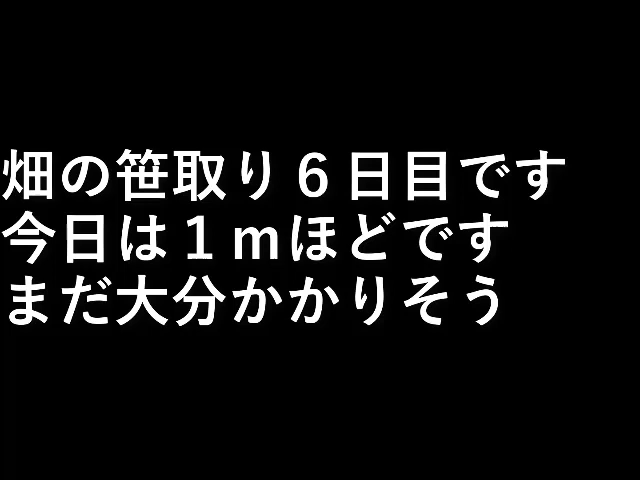 畑の笹取り６日目です
今日は１ｍほどです
まだ大分かかりそう